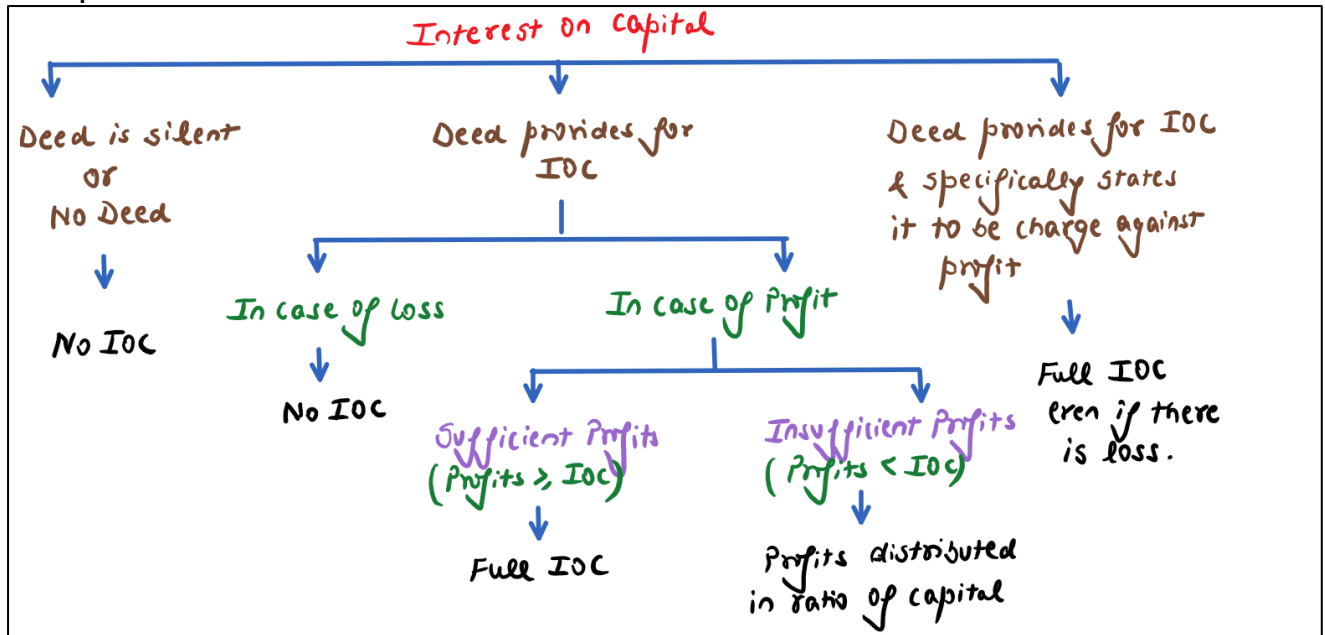 Interest on capital
Deed is silent
or
No Deed
No IOC
Deed provides for
IOC
In case of loss
No IOC
In case of Profit
Sufficient Profits
(Profits ⩾ IOC)
Full IOC
Insufficient Profits
(Profits < IOC)
Profits distributed
in ratio of capital
Deed provides for IOC
& specifically states
it to be charge against
profit
Full IOC
even if there
is loss.